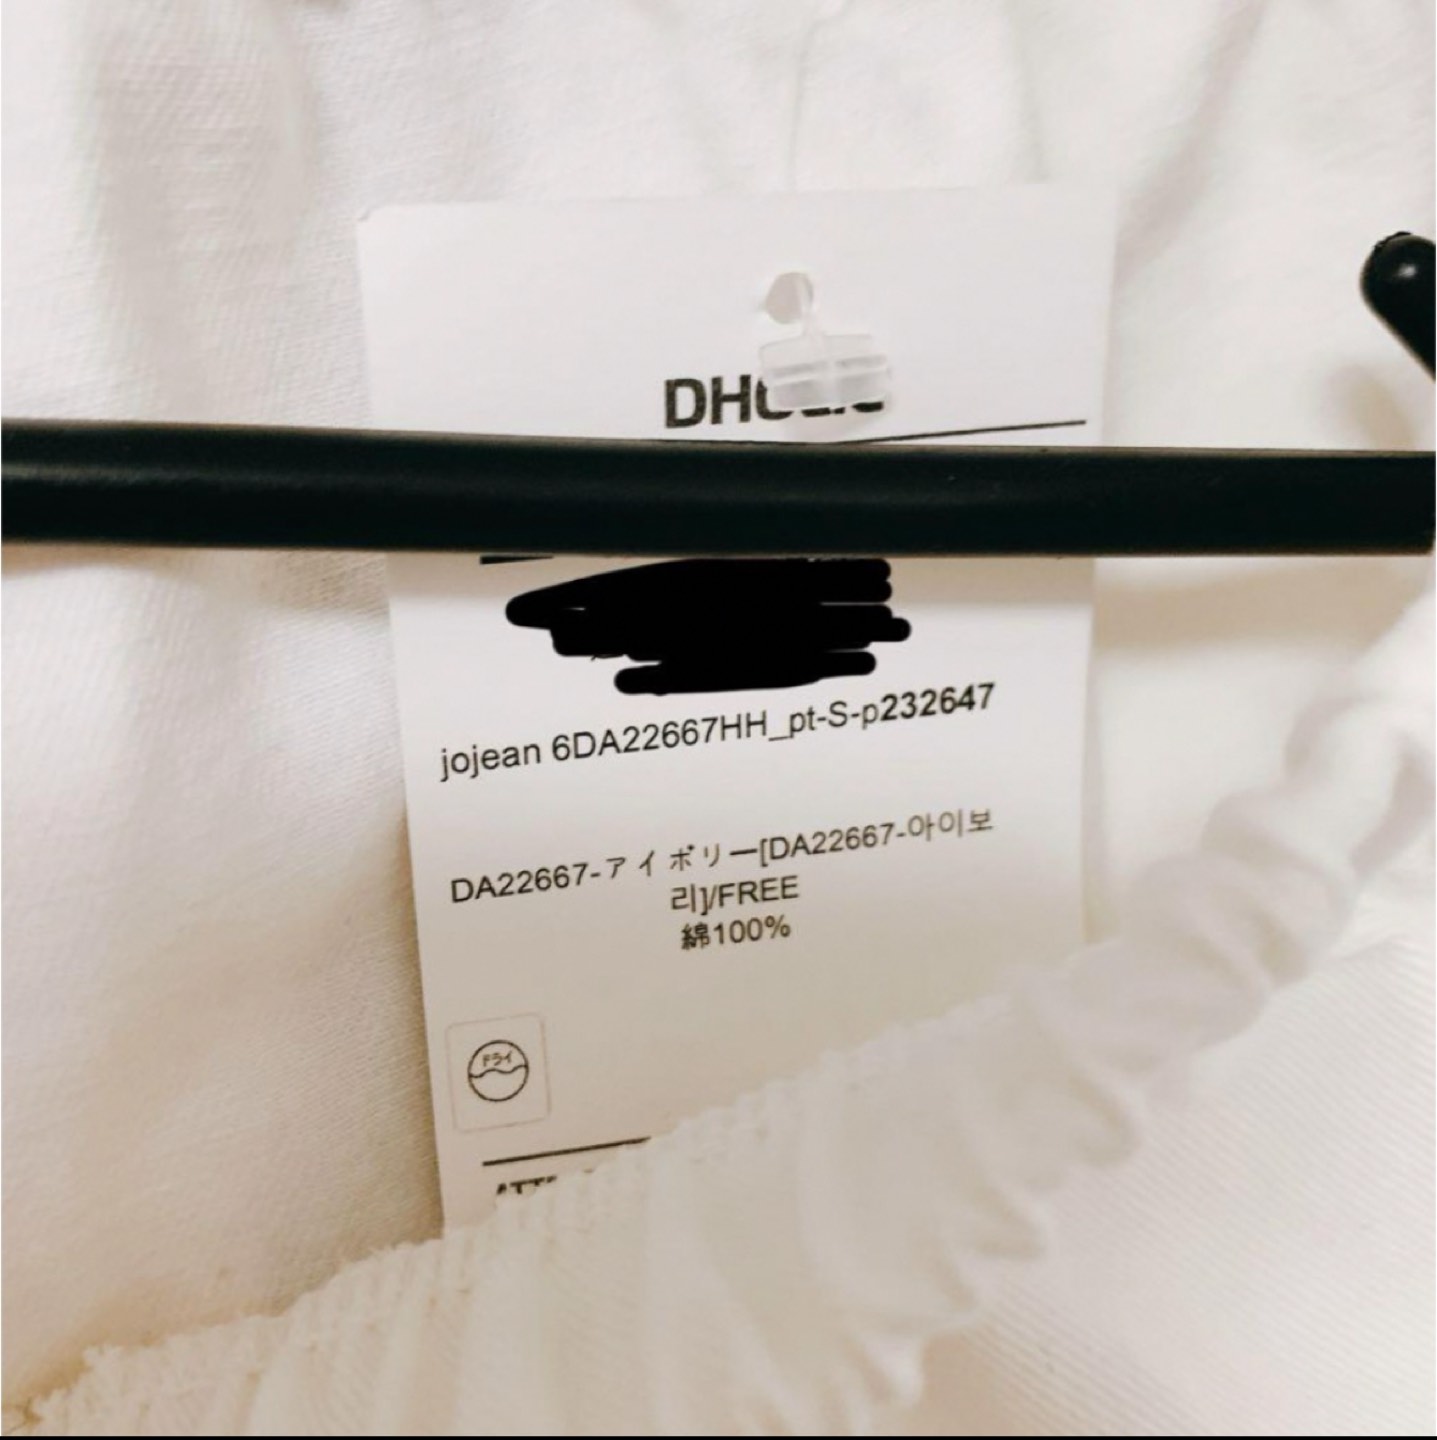 jojean 6DA22667HH_pt-S-p232647
DA22667-アイボリー[DA22667-아이보
리]/FREE
綿100%
ドライ